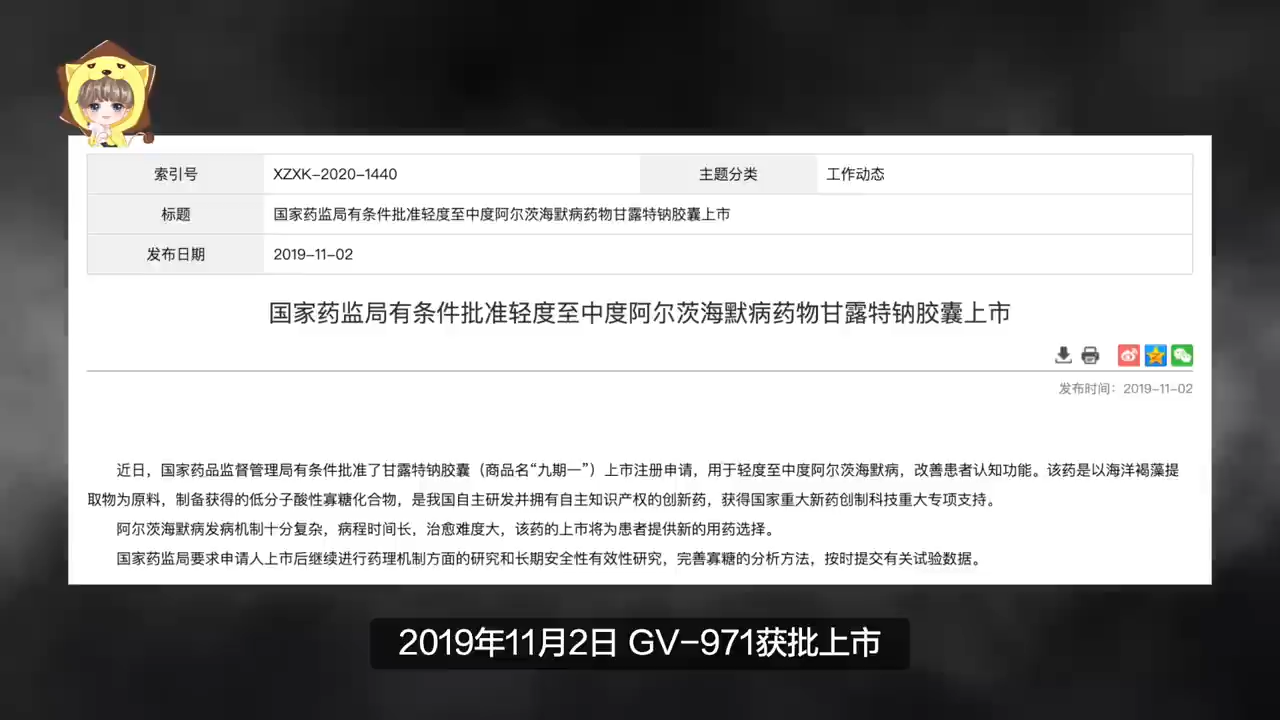 索引号 XZXK-2020-1440 主题分类 工作动态
标题 国家药监局有条件批准轻度至中度阿尔茨海默病药物甘露特钠胶囊上市
发布日期 2019-11-02
国家药监局有条件批准轻度至中度阿尔茨海默病药物甘露特钠胶囊上市
发布时间：2019-11-02
近日，国家药品监督管理局有条件批准了甘露特钠胶囊（商品名“九期一”）上市注册申请，用于轻度至中度阿尔茨海默病，改善患者认知功能。该药是以海洋褐藻提
取物为原料，制备获得的低分子酸性寡糖化合物，是我国自主研发并拥有自主知识产权的创新药，获得国家重大新药创制科技重大专项支持。
阿尔茨海默病发病机制十分复杂，病程时间长，治愈难度大，该药的上市将为患者提供新的用药选择。
国家药监局要求申请人上市后继续进行药理机制方面的研究和长期安全性有效性研究，完善寡糖的分析方法，按时提交有关试验数据。
2019年11月2日 GV-971获批上市